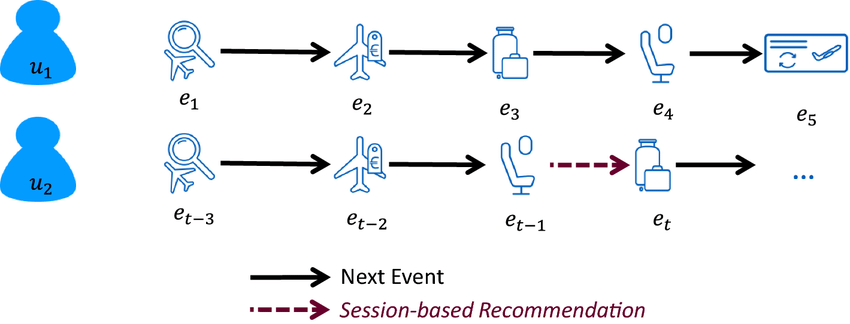 u1
e1 e2 e3 e4 e5
€
u2
et−3 et−2 et−1 et ...
€
Next Event
Session-based Recommendation